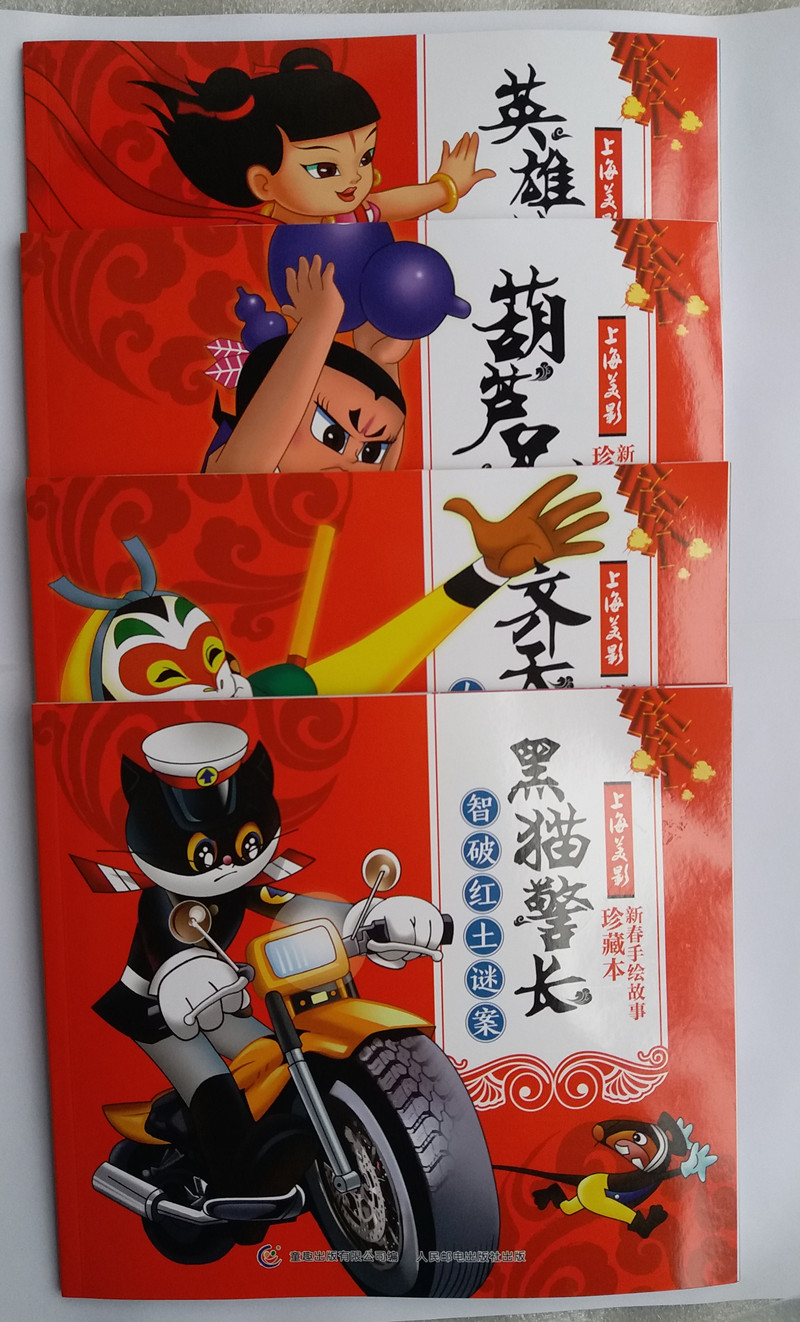 英雄
上海美影
葫芦兄
上海美影
新
珍
齐天
大
上海美影
黑猫警长
智破红土谜案
上海美影
新春手绘故事
珍藏本
童趣出版有限公司编 人民邮电出版社出版